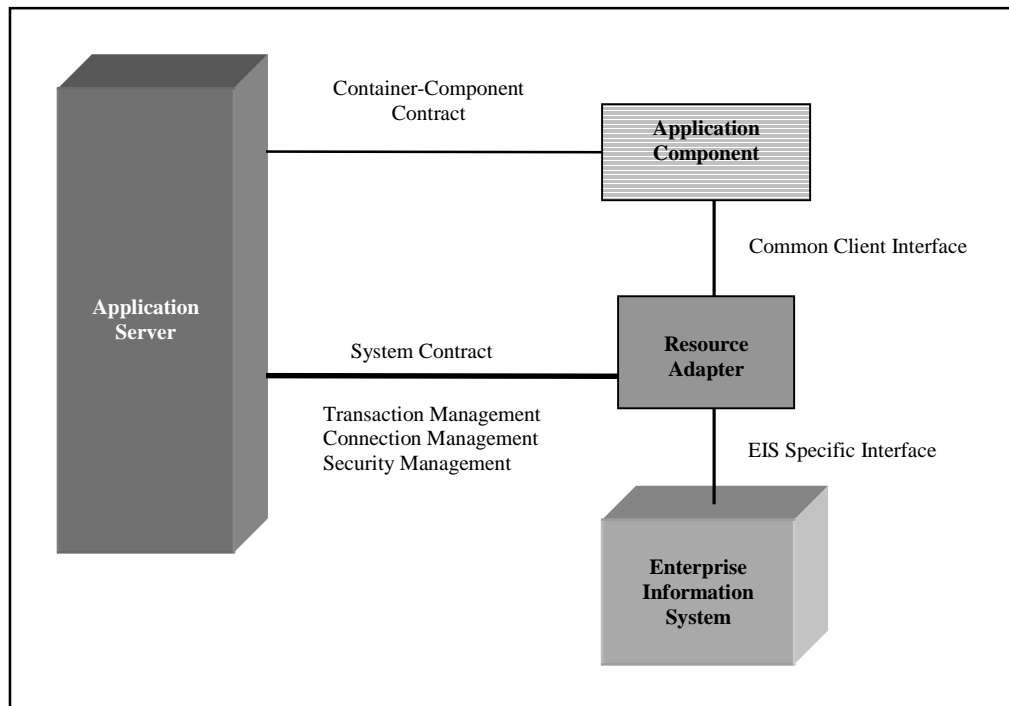 Container-Component
Contract
Application
Component
Common Client Interface
Application
Server
System Contract
Resource
Adapter
Transaction Management
Connection Management
Security Management
EIS Specific Interface
Enterprise
Information
System